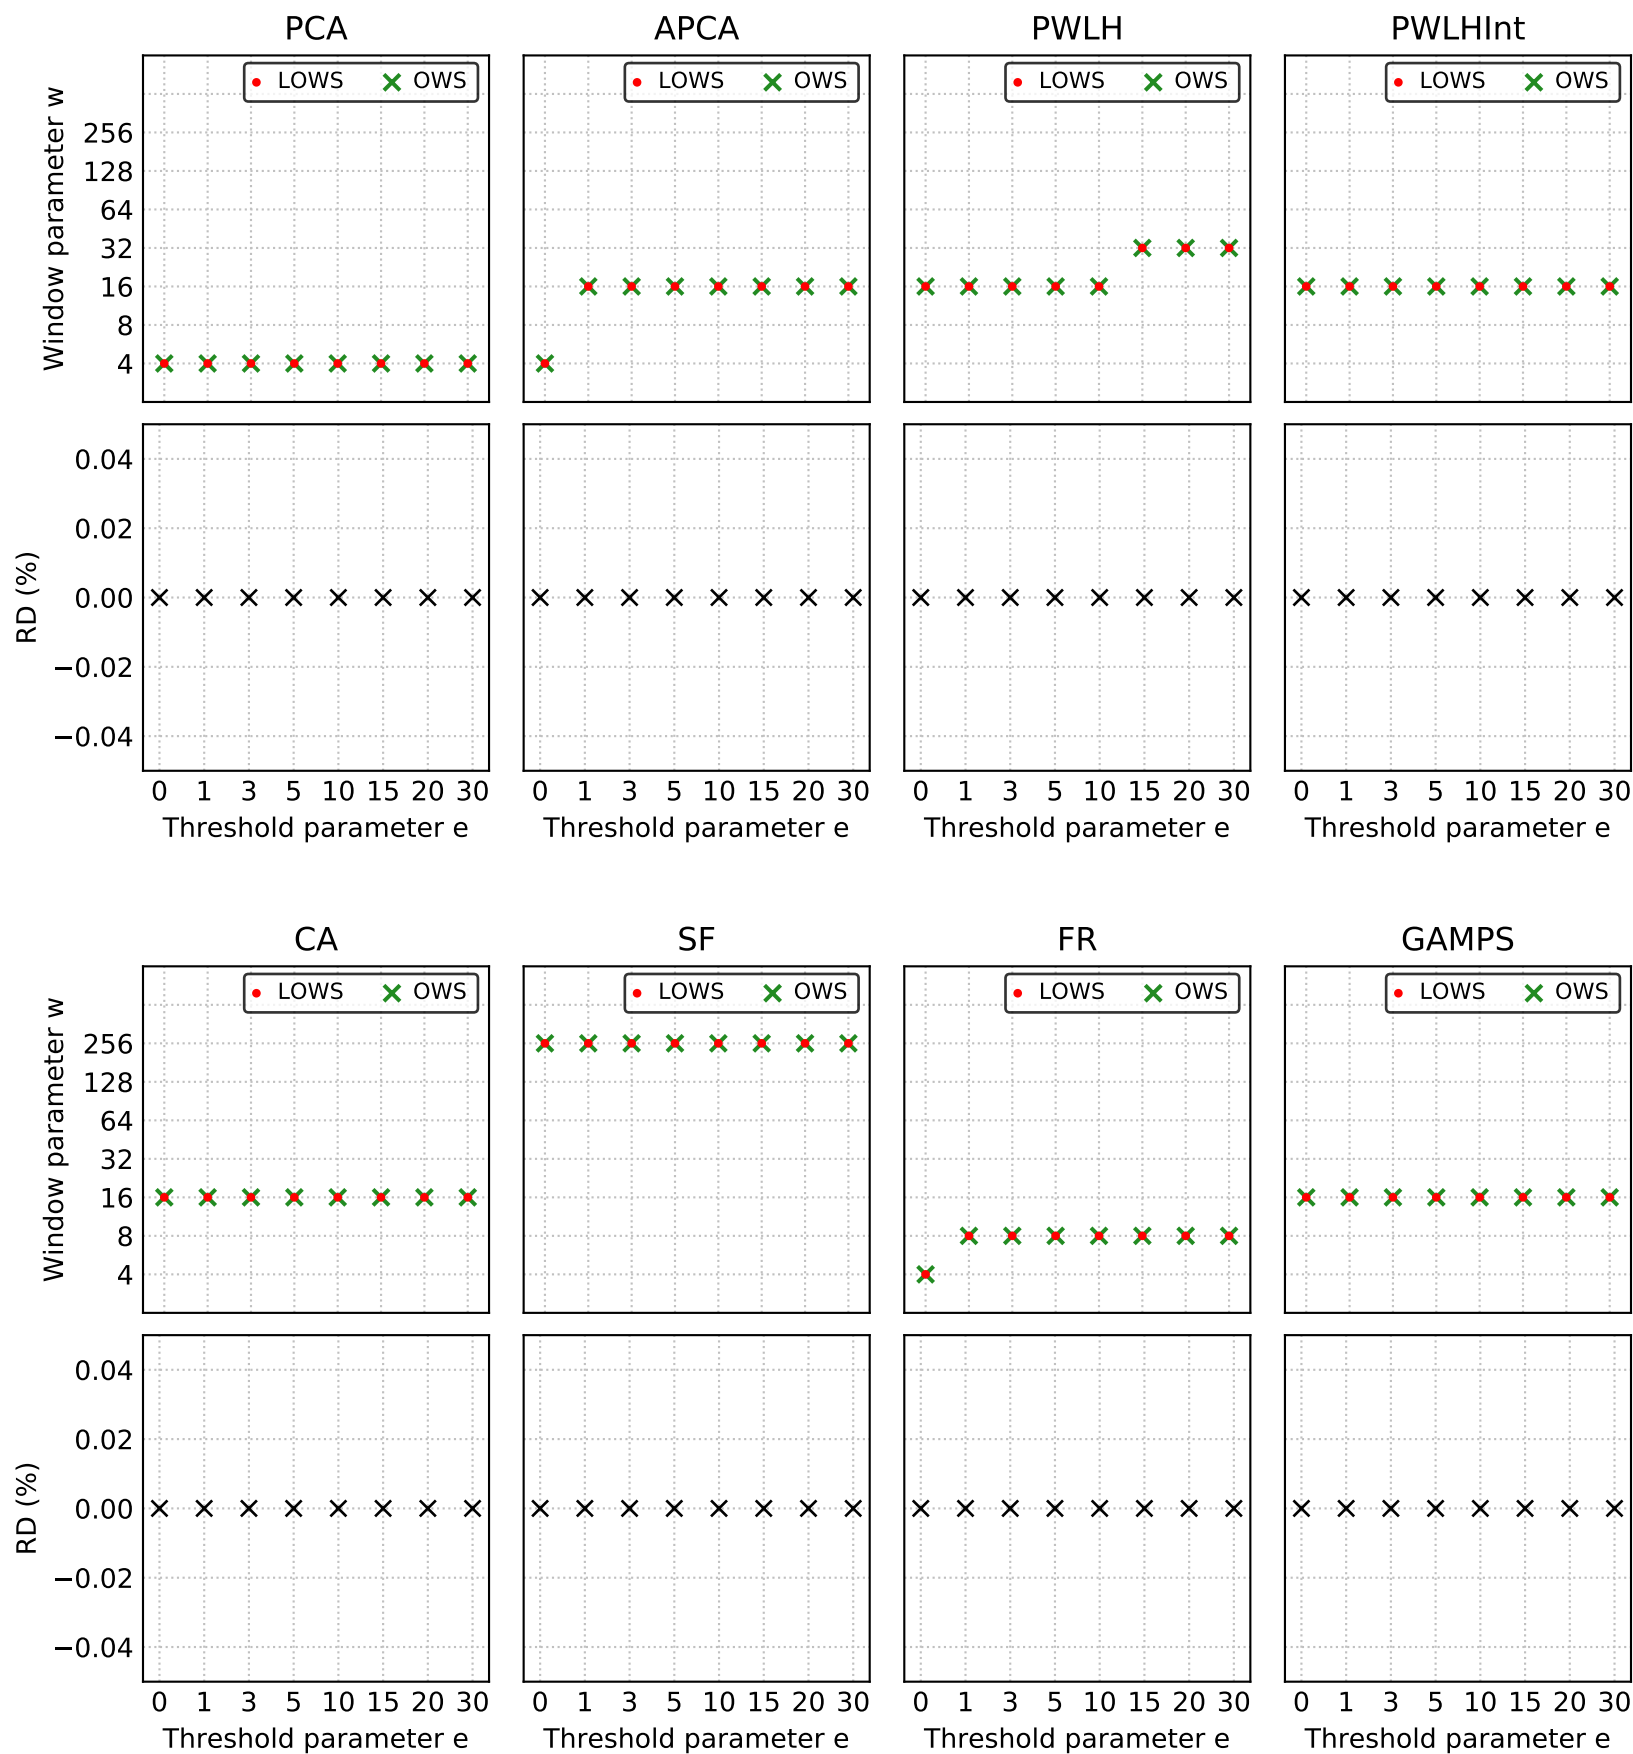 PCA APCA PWLH PWLHInt
LOWS OWS LOWS OWS LOWS OWS LOWS OWS
Window parameter w
256
128
64
32
16
8
4
RD (%)
0.04
0.02
0.00
−0.02
−0.04
0 1 3 5 10 15 20 30 0 1 3 5 10 15 20 30 0 1 3 5 10 15 20 30 0 1 3 5 10 15 20 30
Threshold parameter e Threshold parameter e Threshold parameter e Threshold parameter e
CA SF FR GAMPS
LOWS OWS LOWS OWS LOWS OWS LOWS OWS
Window parameter w
256
128
64
32
16
8
4
RD (%)
0.04
0.02
0.00
−0.02
−0.04
0 1 3 5 10 15 20 30 0 1 3 5 10 15 20 30 0 1 3 5 10 15 20 30 0 1 3 5 10 15 20 30
Threshold parameter e Threshold parameter e Threshold parameter e Threshold parameter e